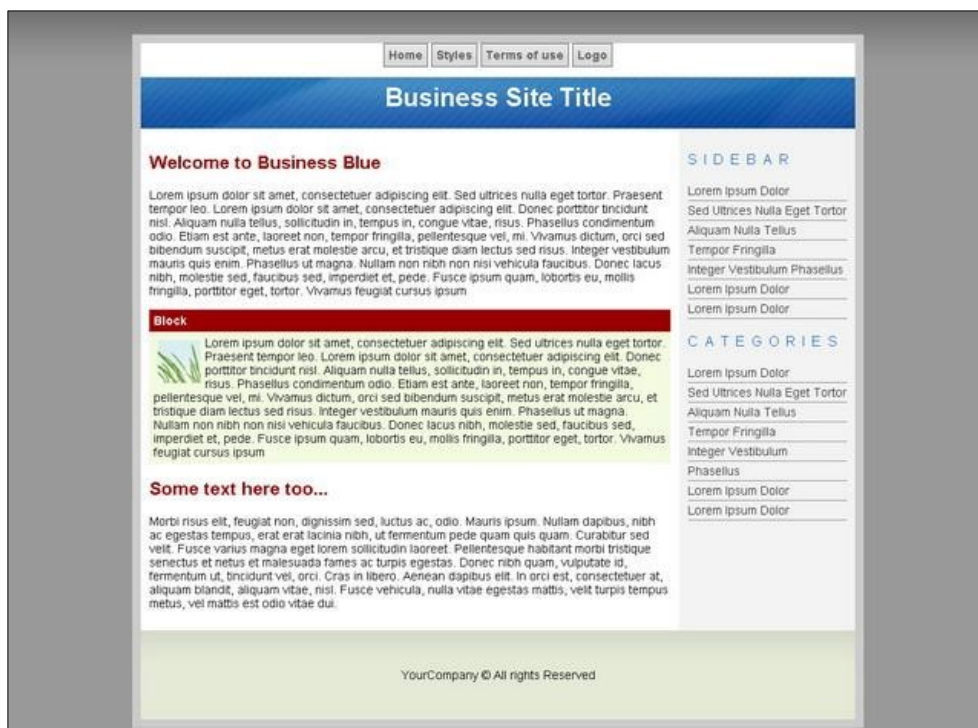 Home Styles Terms of use Logo
Business Site Title
Welcome to Business Blue
Lorem ipsum dolor sit amet, consectetuer adipiscing elit. Sed ultrices nulla eget tortor. Praesent
tempor leo. Lorem ipsum dolor sit amet, consectetuer adipiscing elit. Donec porttitor tincidunt
nisl. Aliquam nulla tellus, sollicitudin in, tempus in, congue vitae, risus. Phasellus condimentum
odio. Etiam est ante, laoreet non, tempor fringilla, pellentesque vel, mi. Vivamus dictum, orci sed
bibendum suscipit, metus erat molestie arcu, et tristique diam lectus sed risus. Integer vestibulum
mauris quis enim. Phasellus ut magna. Nullam non nibh non nisi vehicula faucibus. Donec lacus
nibh, molestie sed, faucibus sed, imperdiet et, pede. Fusce ipsum quam, lobortis eu, mollis
fringilla, porttitor eget, tortor. Vivamus feugiat cursus ipsum
Block
Lorem ipsum dolor sit amet, consectetuer adipiscing elit. Sed ultrices nulla eget tortor.
Praesent tempor leo. Lorem ipsum dolor sit amet, consectetuer adipiscing elit. Donec
porttitor tincidunt nisl. Aliquam nulla tellus, sollicitudin in, tempus in, congue vitae,
risus. Phasellus condimentum odio. Etiam est ante, laoreet non, tempor fringilla,
pellentesque vel, mi. Vivamus dictum, orci sed bibendum suscipit, metus erat molestie arcu, et
tristique diam lectus sed risus. Integer vestibulum mauris quis enim. Phasellus ut magna.
Nullam non nibh non nisi vehicula faucibus. Donec lacus nibh, molestie sed, faucibus sed,
imperdiet et, pede. Fusce ipsum quam, lobortis eu, mollis fringilla, porttitor eget, tortor. Vivamus
feugiat cursus ipsum
Some text here too...
Morbi risus elit, feugiat non, dignissim sed, luctus ac, odio. Mauris ipsum. Nullam dapibus, nibh
ac egestas tempus, erat erat lacinia nibh, ut fermentum pede quam quis quam. Curabitur sed
velit. Fusce varius magna eget lorem sollicitudin laoreet. Pellentesque habitant morbi tristique
senectus et netus et malesuada fames ac turpis egestas. Donec nibh quam, vulputate id,
fermentum ut, tincidunt vel, orci. Cras in libero. Aenean dapibus elit. In orci est, consectetuer at,
aliquam blandit, aliquam vitae, nisl. Fusce vehicula, nulla vitae egestas mattis, velit turpis tempus
metus, vel mattis est odio vitae dui.
SIDEBAR
Lorem Ipsum Dolor
Sed Ultrices Nulla Eget Tortor
Aliquam Nulla Tellus
Tempor Fringilla
Integer Vestibulum Phasellus
Lorem Ipsum Dolor
Lorem Ipsum Dolor
CATEGORIES
Lorem Ipsum Dolor
Sed Ultrices Nulla Eget Tortor
Aliquam Nulla Tellus
Tempor Fringilla
Integer Vestibulum
Phasellus
Lorem Ipsum Dolor
Lorem Ipsum Dolor
YourCompany © All rights Reserved